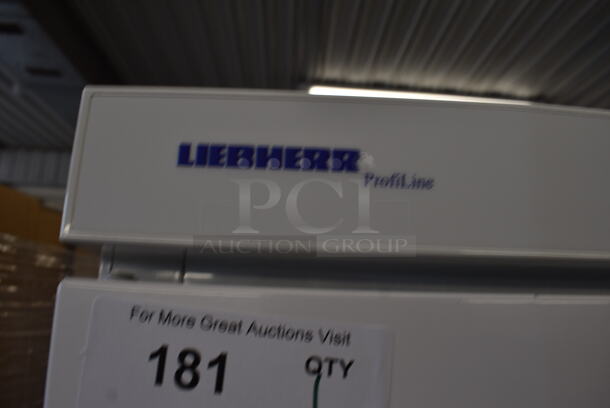 LIEBHERR
ProfiLine
PCI
AUCTION GROUP
For More Great Auctions Visit
181 QTY